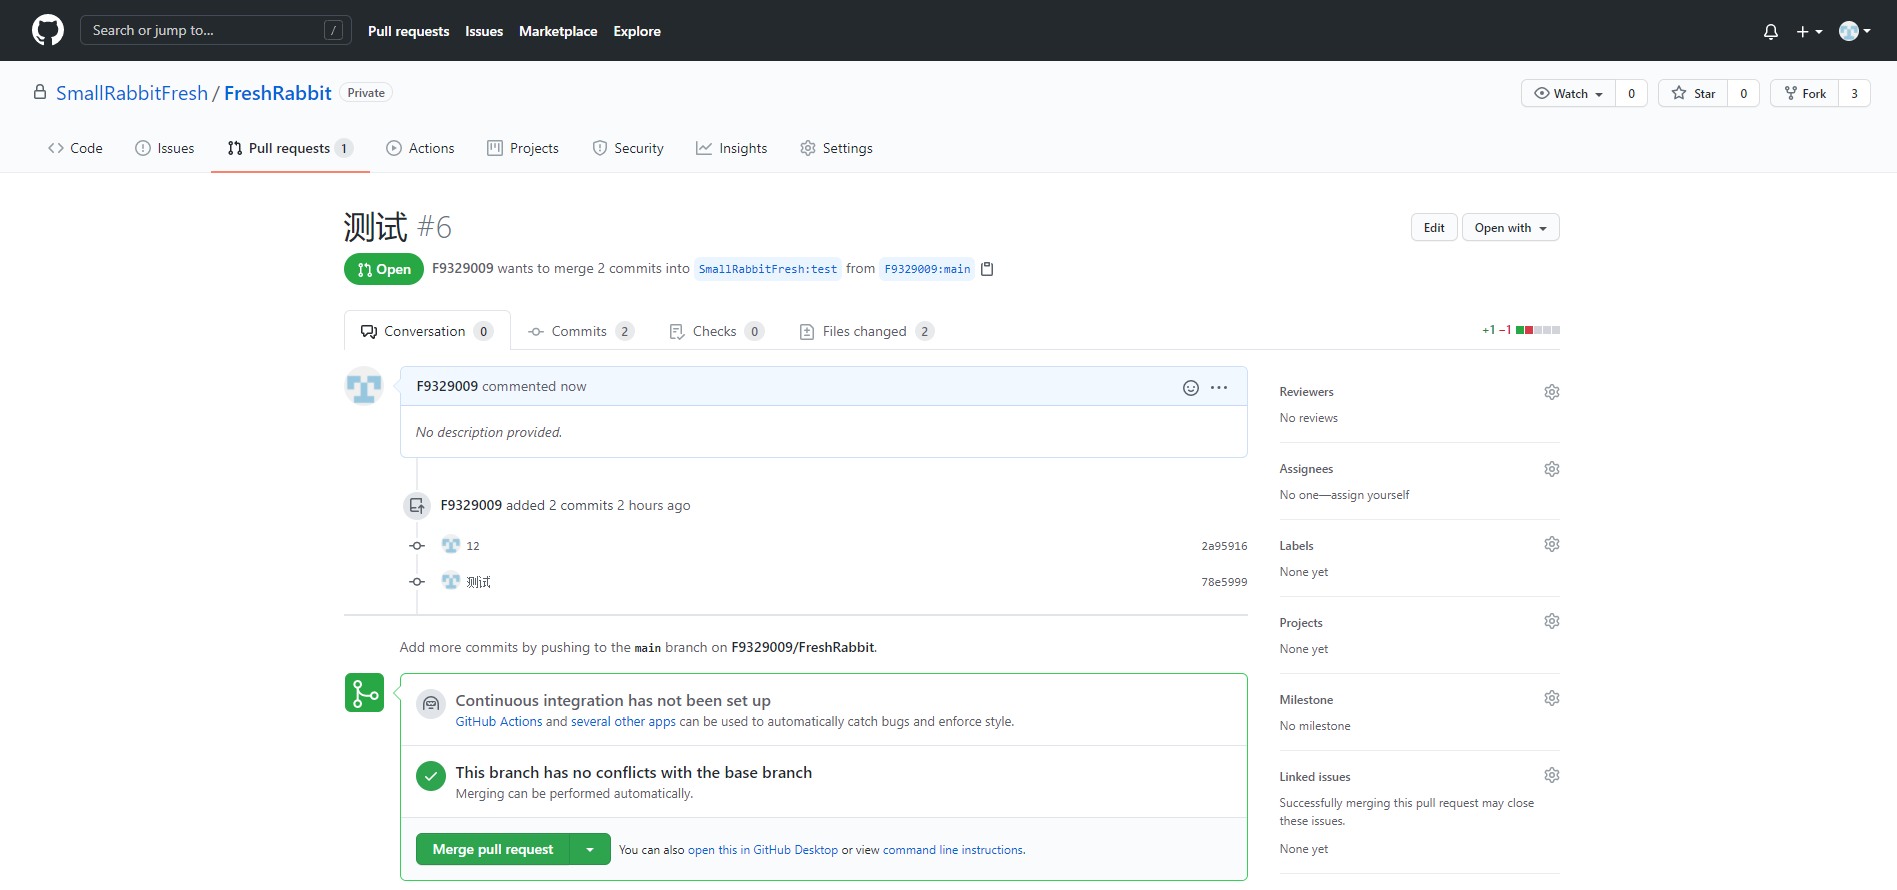 Search or jump to...
/
Pull requests Issues Marketplace Explore
SmallRabbitFresh / FreshRabbit Private
Watch 0 Star 0 Fork 3
Code Issues Pull requests 1 Actions Projects Security Insights Settings
测试 #6
Edit Open with
Open F9329009 wants to merge 2 commits into SmallRabbitFresh:test from F9329009:main
Conversation 0 Commits 2 Checks 0 Files changed 2
+1 −1
F9329009 commented now
No description provided.
F9329009 added 2 commits 2 hours ago
12 2a95916
测试 78e5999
Add more commits by pushing to the main branch on F9329009/FreshRabbit.
Continuous integration has not been set up
GitHub Actions and several other apps can be used to automatically catch bugs and enforce style.
This branch has no conflicts with the base branch
Merging can be performed automatically.
Merge pull request You can also open this in GitHub Desktop or view command line instructions.
Reviewers
No reviews
Assignees
No one—assign yourself
Labels
None yet
Projects
None yet
Milestone
No milestone
Linked issues
Successfully merging this pull request may close
these issues.
None yet